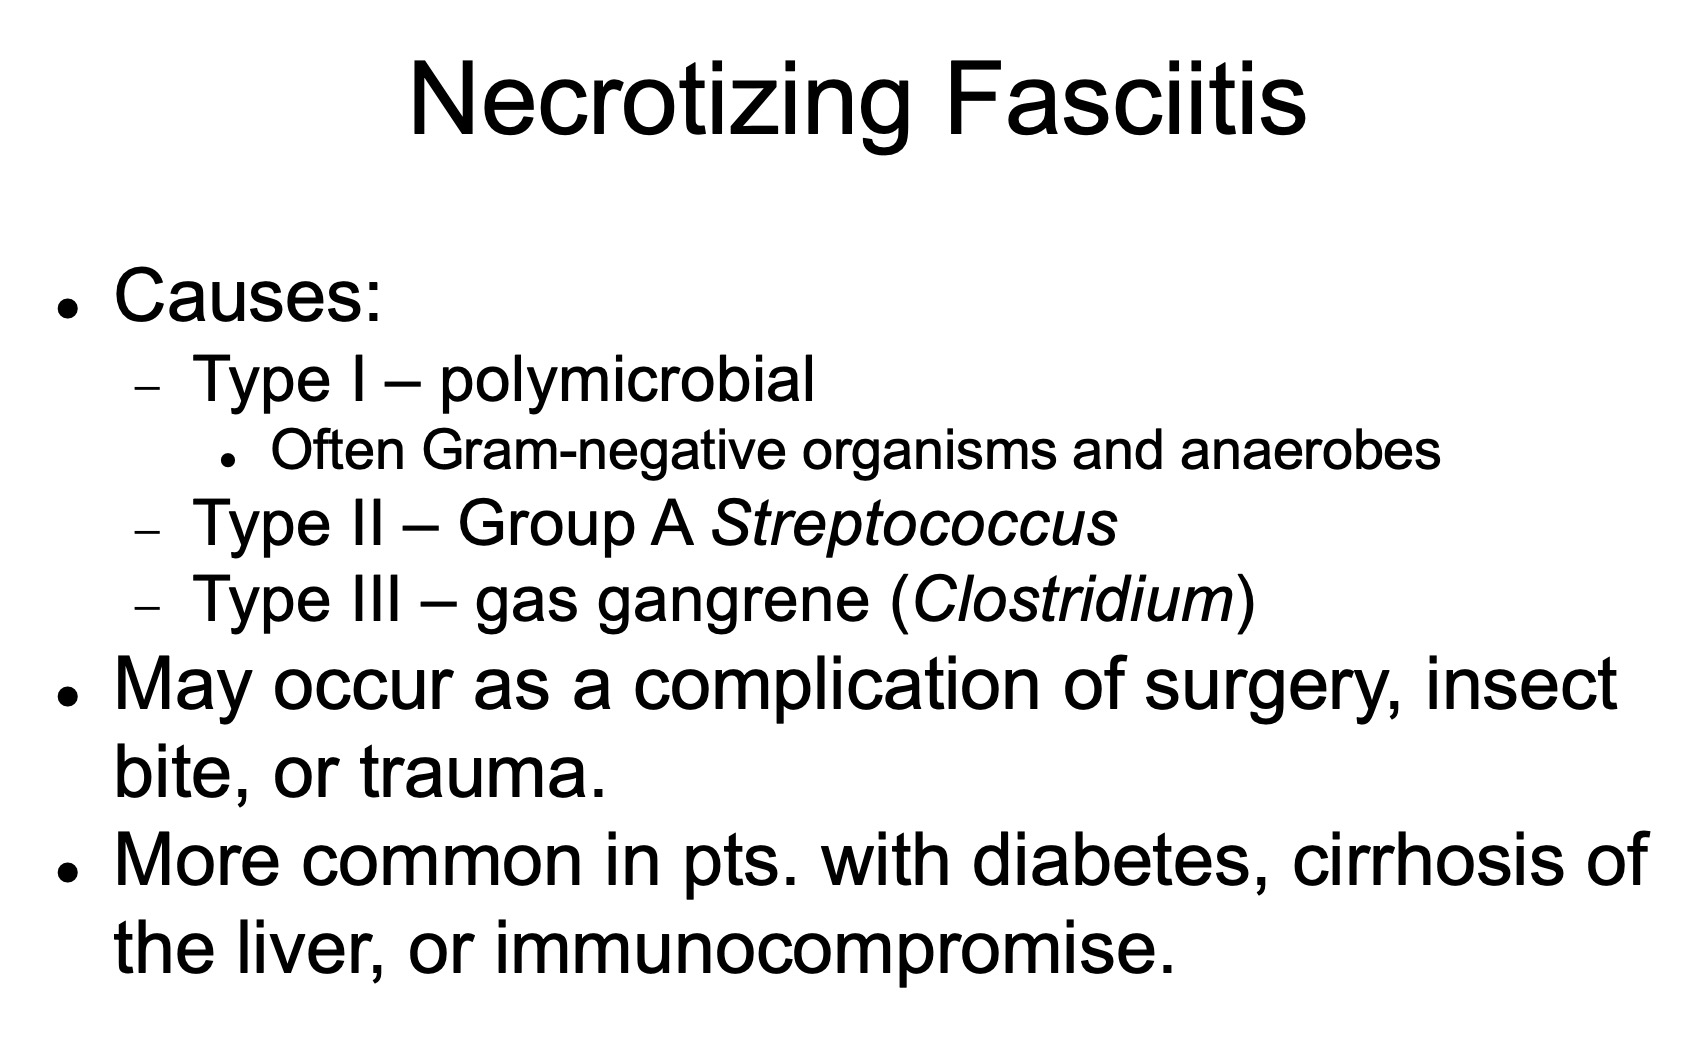 Necrotizing Fasciitis
• Causes:
– Type I – polymicrobial
• Often Gram-negative organisms and anaerobes
– Type II – Group A Streptococcus
– Type III – gas gangrene (Clostridium)
• May occur as a complication of surgery, insect
bite, or trauma.
• More common in pts. with diabetes, cirrhosis of
the liver, or immunocompromise.